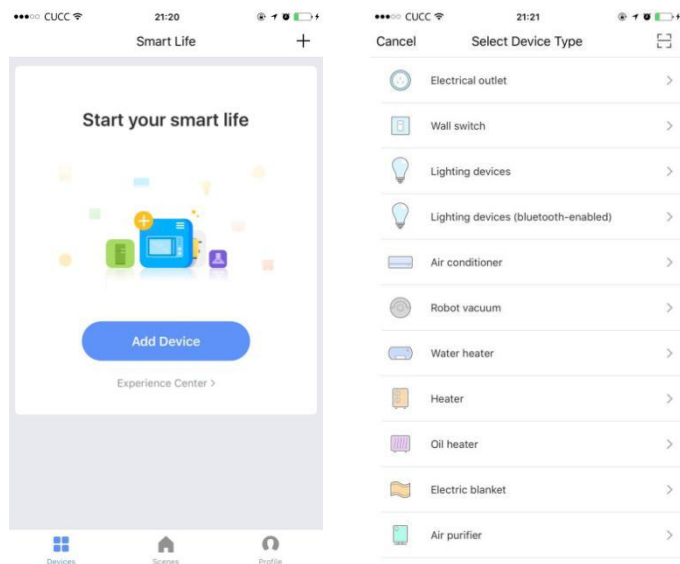 CUCC 21:20
Smart Life
Start your smart life
Add Device
Experience Center >
Devices Scenes Profile
CUCC 21:21
Cancel Select Device Type
Electrical outlet
Wall switch
Lighting devices
Lighting devices (bluetooth-enabled)
Air conditioner
Robot vacuum
Water heater
Heater
Oil heater
Electric blanket
Air purifier